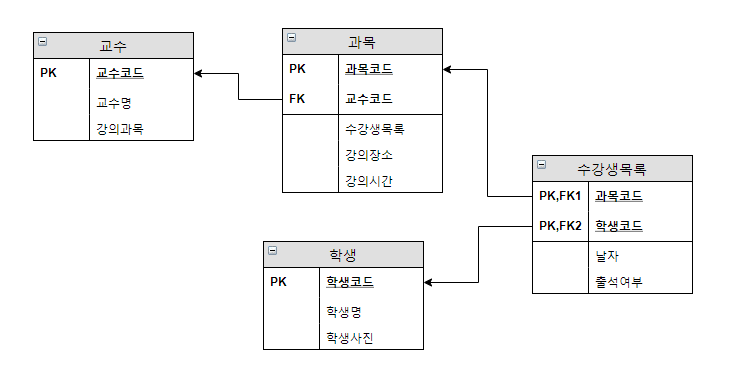 교수
PK 교수코드
교수명
강의과목
과목
PK 과목코드
FK 교수코드
수강생목록
강의장소
강의시간
수강생목록
PK,FK1 과목코드
PK,FK2 학생코드
날자
출석여부
학생
PK 학생코드
학생명
학생사진